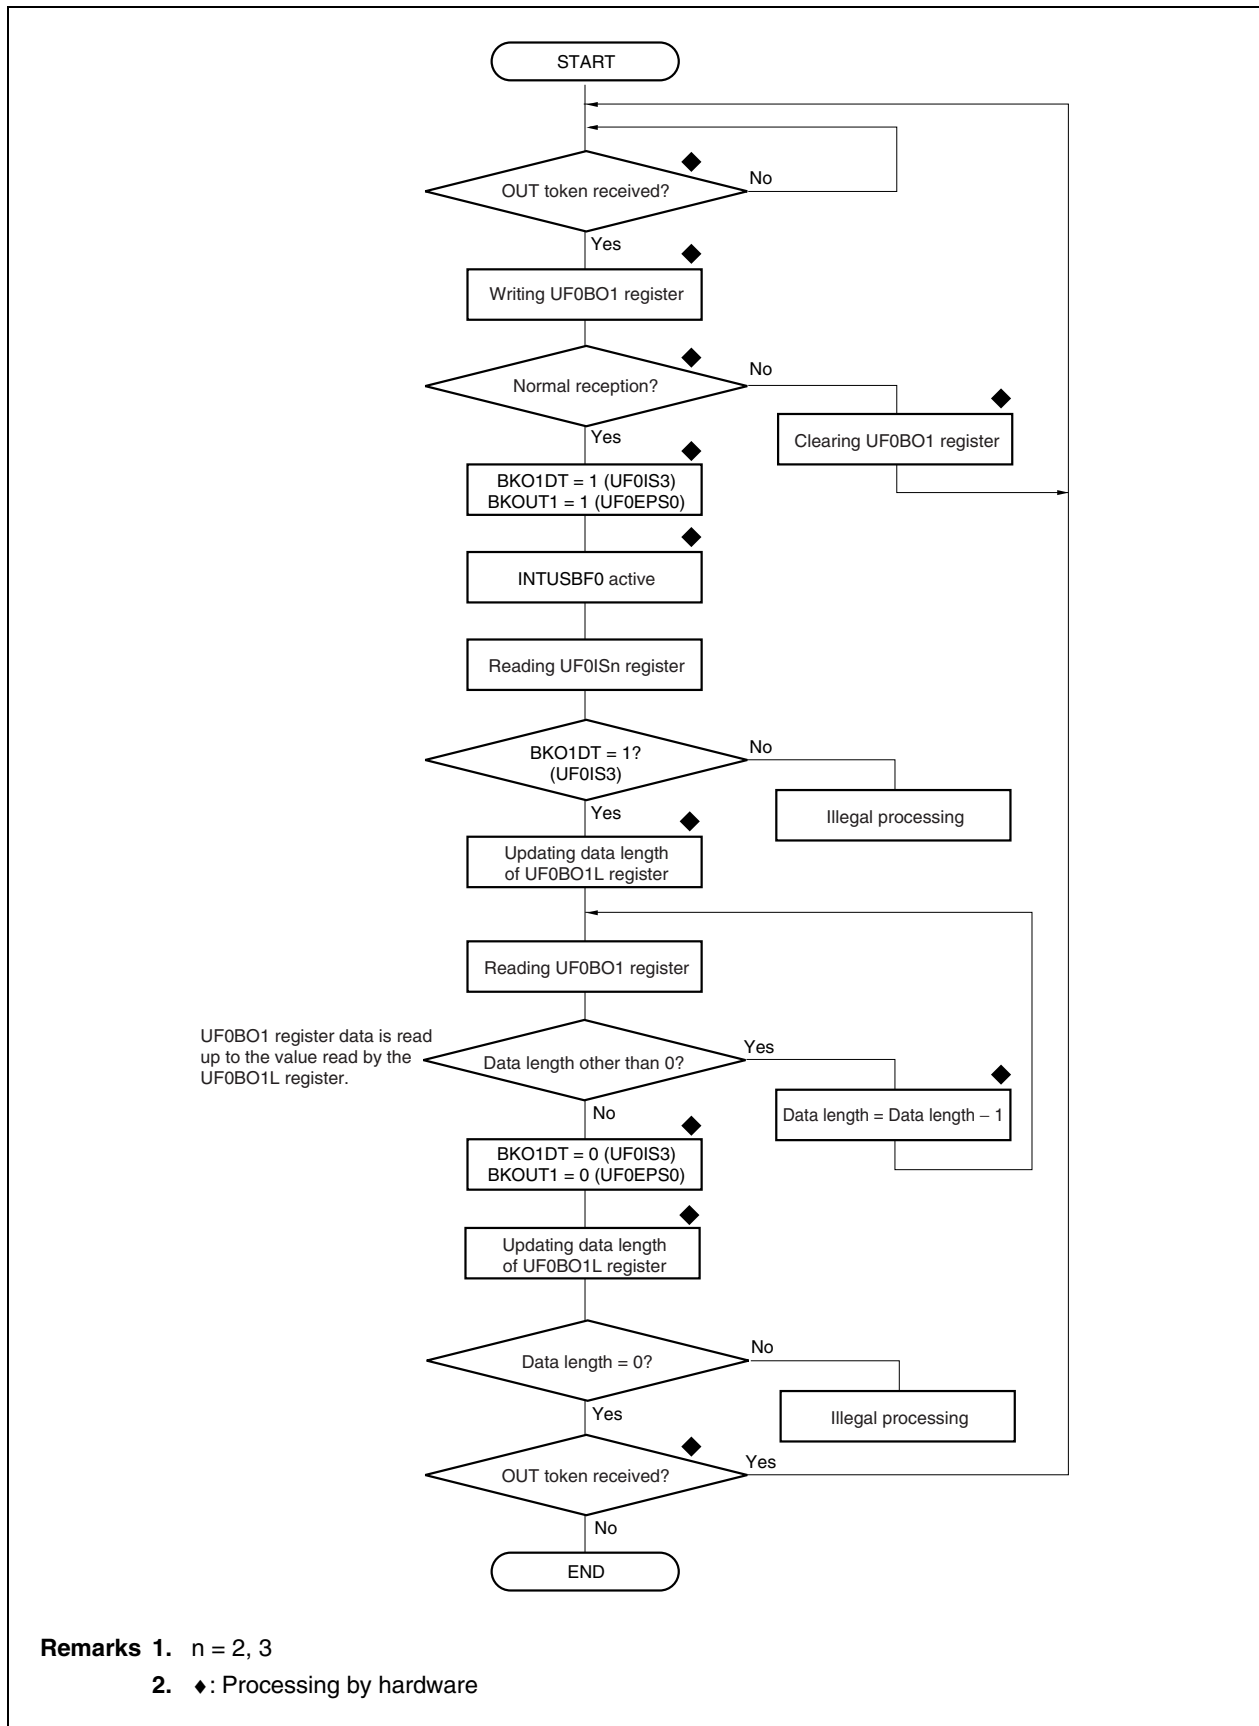 START
OUT token received?
No
Yes
Writing UF0BO1 register
Normal reception?
No
Clearing UF0BO1 register
Yes
BKO1DT = 1 (UF0IS3)
BKOUT1 = 1 (UF0EPS0)
INTUSBF0 active
Reading UF0ISn register
BKO1DT = 1?
(UF0IS3)
No
Illegal processing
Yes
Updating data length
of UF0BO1L register
Reading UF0BO1 register
UF0BO1 register data is read
up to the value read by the
UF0BO1L register.
Data length other than 0?
Yes
Data length = Data length − 1
No
BKO1DT = 0 (UF0IS3)
BKOUT1 = 0 (UF0EPS0)
Updating data length
of UF0BO1L register
Data length = 0?
No
Illegal processing
Yes
OUT token received?
Yes
No
END
Remarks 1. n = 2, 3
2. ♦: Processing by hardware